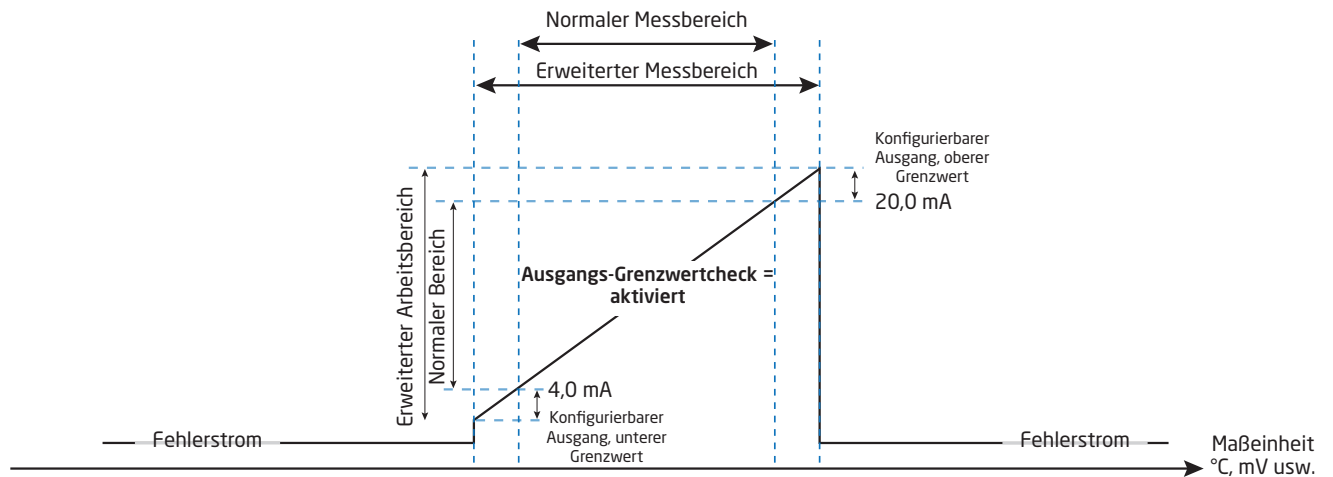 Normaler Messbereich
Erweiterter Messbereich
Konfigurierbarer
Ausgang, oberer
Grenzwert
20,0 mA
Erweiterter Arbeitsbereich
Normaler Bereich
Ausgangs-Grenzwertcheck =
aktiviert
4,0 mA
Konfigurierbarer
Ausgang, unterer
Grenzwert
Fehlerstrom
Fehlerstrom
Maßeinheit
°C, mV usw.